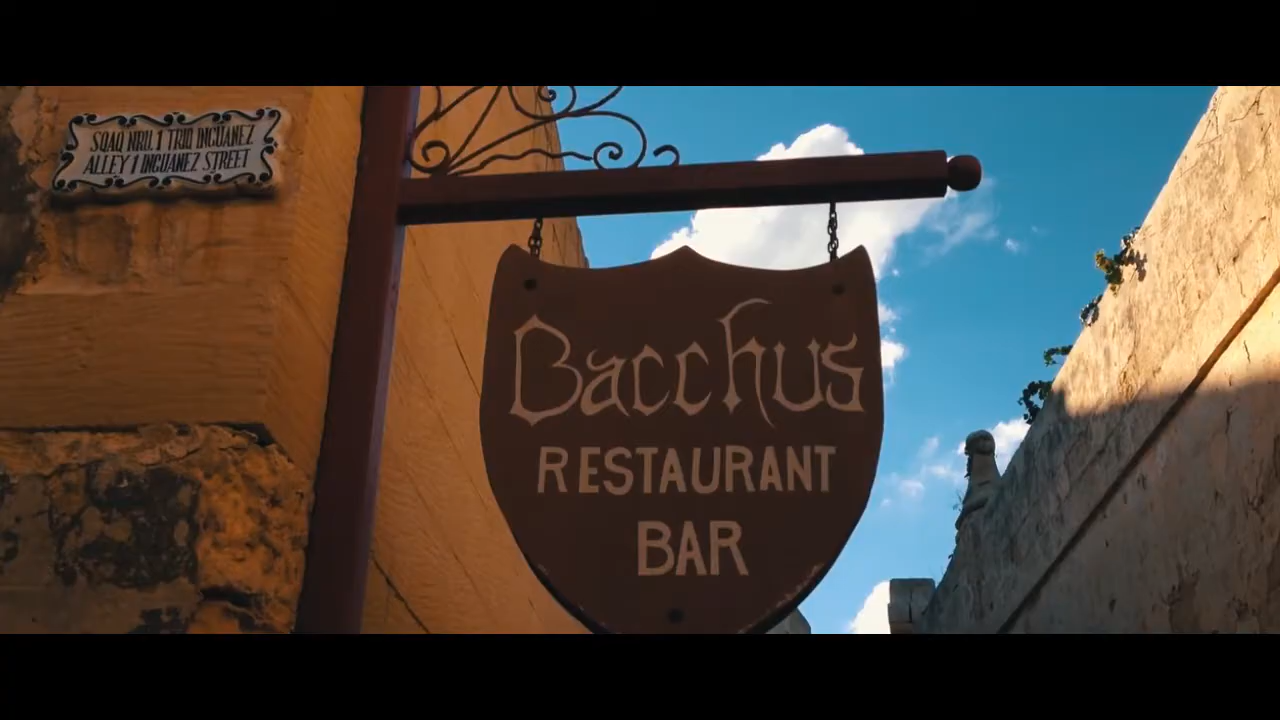 SQAQ NRU. 1 TRIQ INGUANEZ
ALLEY 1 INGUANEZ STREET
Bacchus
RESTAURANT
BAR